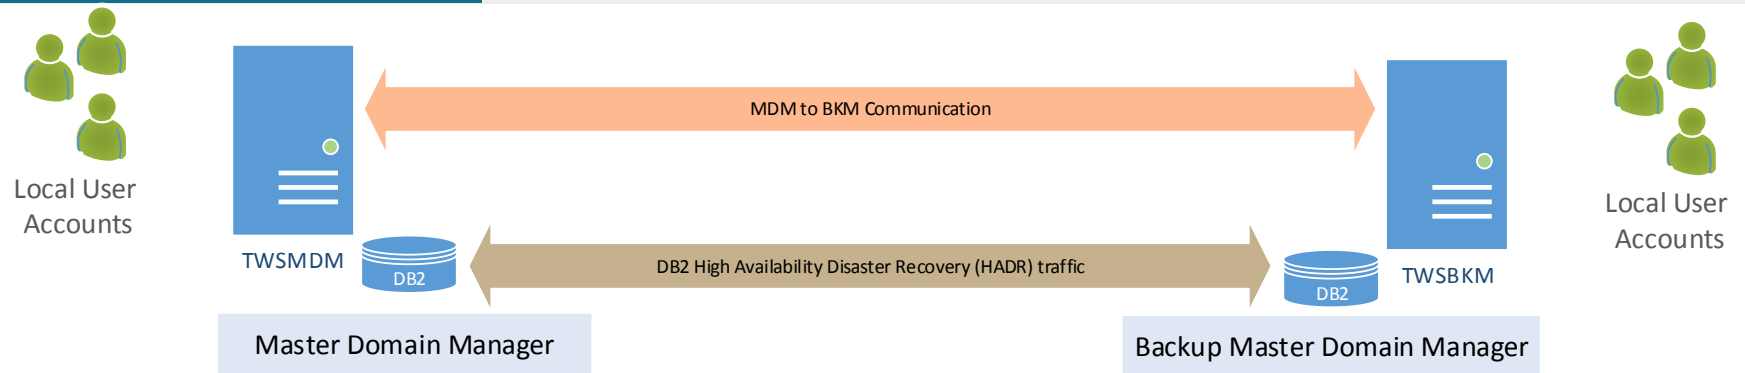 MDM to BKM Communication
Local User
Accounts
Local User
Accounts
TWSMDM
DB2
DB2 High Availability Disaster Recovery (HADR) traffic
DB2
TWSBKM
Master Domain Manager
Backup Master Domain Manager